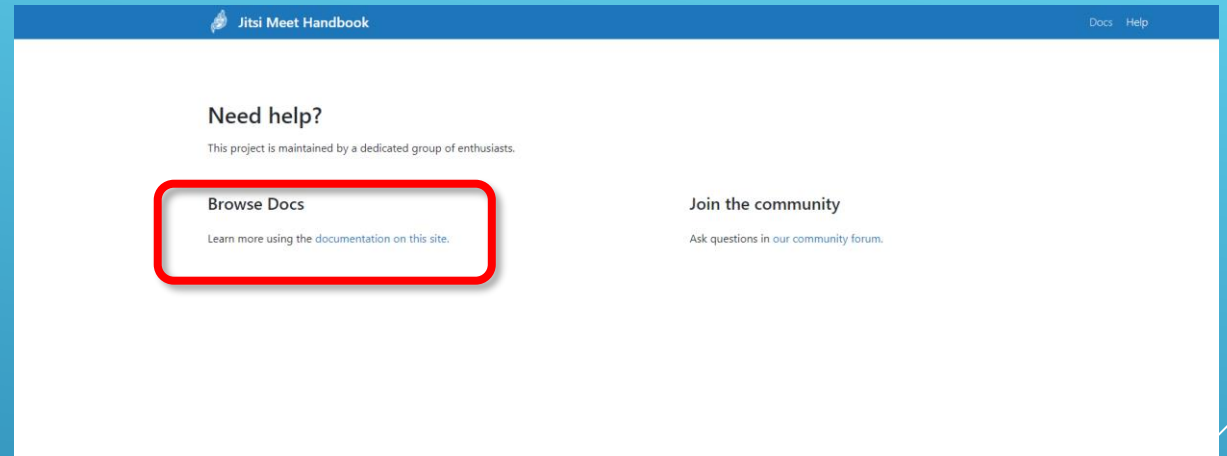 Jitsi Meet Handbook
Docs Help
Need help?
This project is maintained by a dedicated group of enthusiasts.
Browse Docs
Learn more using the documentation on this site.
Join the community
Ask questions in our community forum.